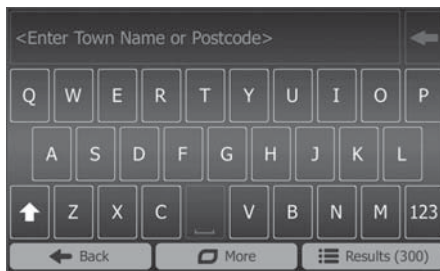 <Enter Town Name or Postcode>
Q W E R T Y U I O P
A S D F G H J K L
Z X C V B N M 123
Back More Results (300)